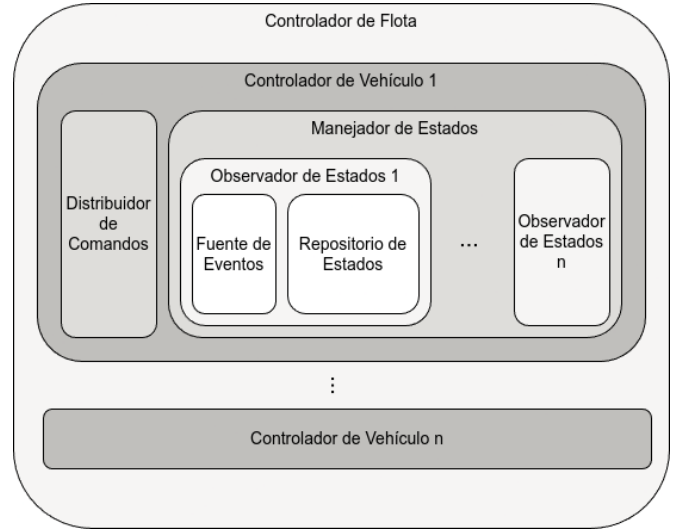 Controlador de Flota
Controlador de Vehículo 1
Manejador de Estados
Distribuidor
de
Comandos
Observador de Estados 1
Fuente de
Eventos
Repositorio de
Estados
...
Observador
de Estados
n
⋮
Controlador de Vehículo n